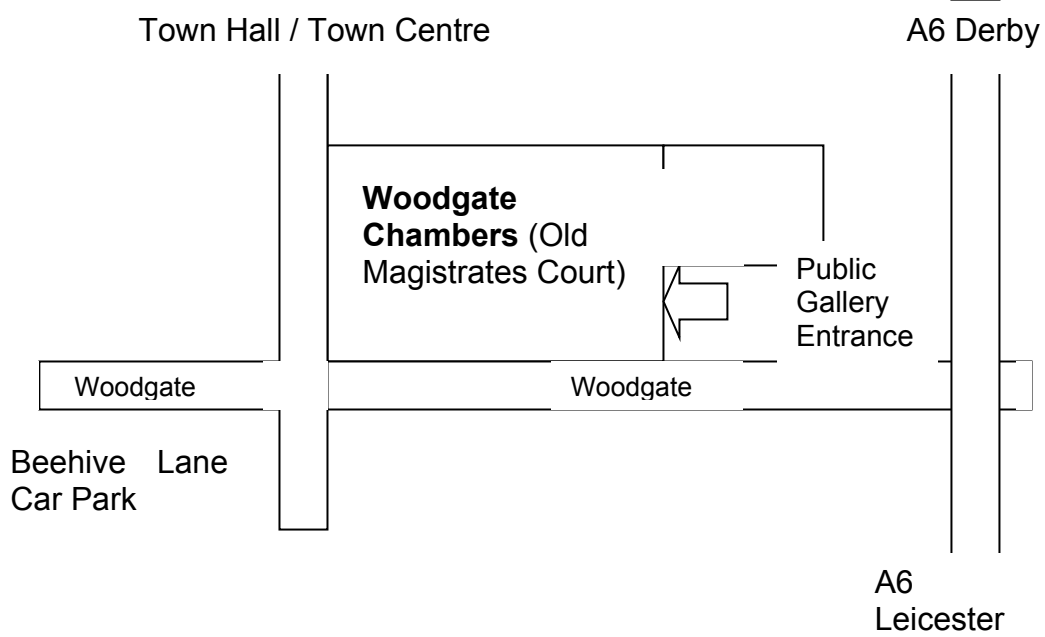 Town Hall / Town Centre
A6 Derby
Woodgate
Chambers (Old
Magistrates Court)
Public
Gallery
Entrance
Woodgate
Woodgate
Beehive Lane
Car Park
A6
Leicester